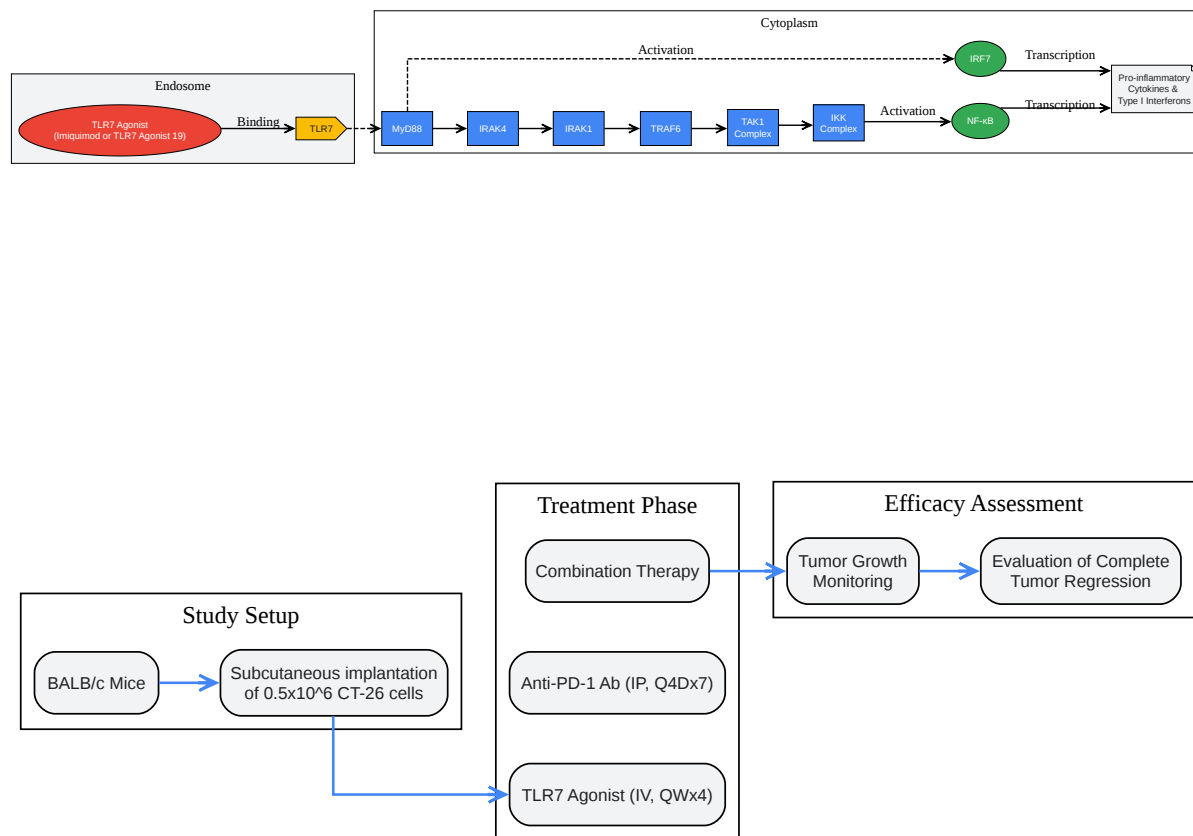 Cytoplasm
Activation
IRF7
Transcription
Pro-inflammatory
Cytokines &
Type I Interferons
Endosome
TLR7 Agonist
(Imiquimod or TLR7 Agonist 19)
Binding
TLR7
MyD88
IRAK4
IRAK1
TRAF6
TAK1
Complex
IKK
Complex
Activation
NF-κB
Transcription
Study Setup
BALB/c Mice
Subcutaneous implantation
of 0.5x10^6 CT-26 cells
Treatment Phase
Combination Therapy
Anti-PD-1 Ab (IP, Q4Dx7)
TLR7 Agonist (IV, QWx4)
Efficacy Assessment
Tumor Growth
Monitoring
Evaluation of Complete
Tumor Regression